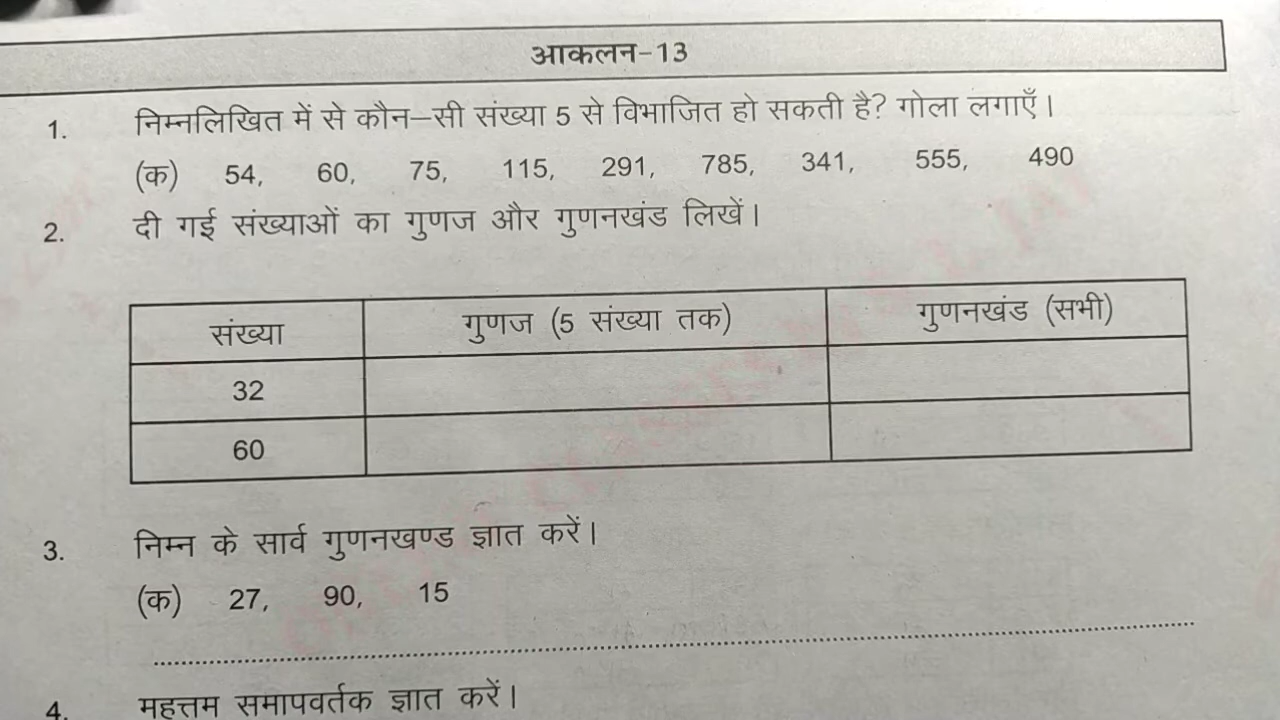 आकलन–13
1. निम्नलिखित में से कौन–सी संख्या 5 से विभाजित हो सकती है? गोला लगाएँ।
(क) 54, 60, 75, 115, 291, 785, 341, 555, 490
2. दी गई संख्याओं का गुणज और गुणनखंड लिखें।
संख्या गुणज (5 संख्या तक) गुणनखंड (सभी)
32
60
3. निम्न के सार्व गुणनखण्ड ज्ञात करें।
(क) 27, 90, 15
4. महत्तम समापवर्तक ज्ञात करें।